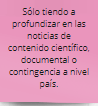 Sólo tiendo a
profundizar en las
noticias de
contenido científico,
documental o
contingencia a nivel
país.